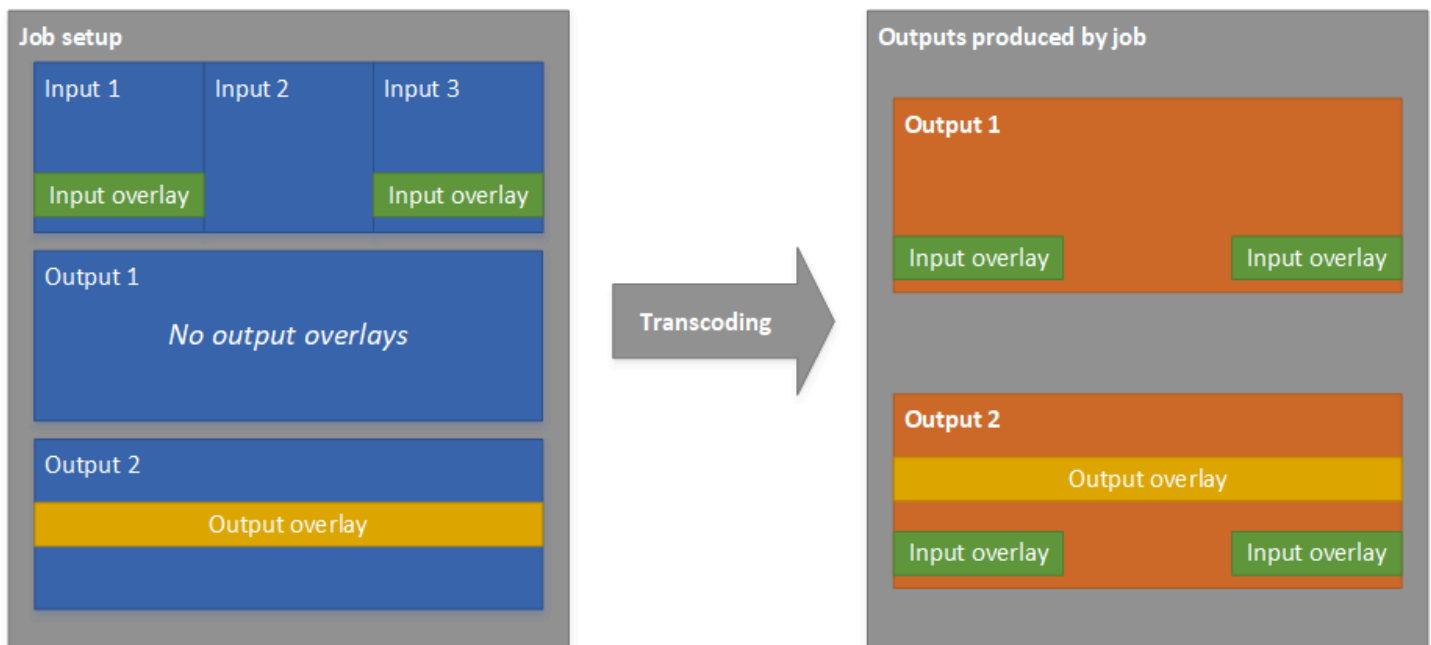 Job setup
Input 1
Input 2
Input 3
Input overlay
Input overlay
Output 1
No output overlays
Output 2
Output overlay
Transcoding
Outputs produced by job
Output 1
Input overlay
Input overlay
Output 2
Output overlay
Input overlay
Input overlay